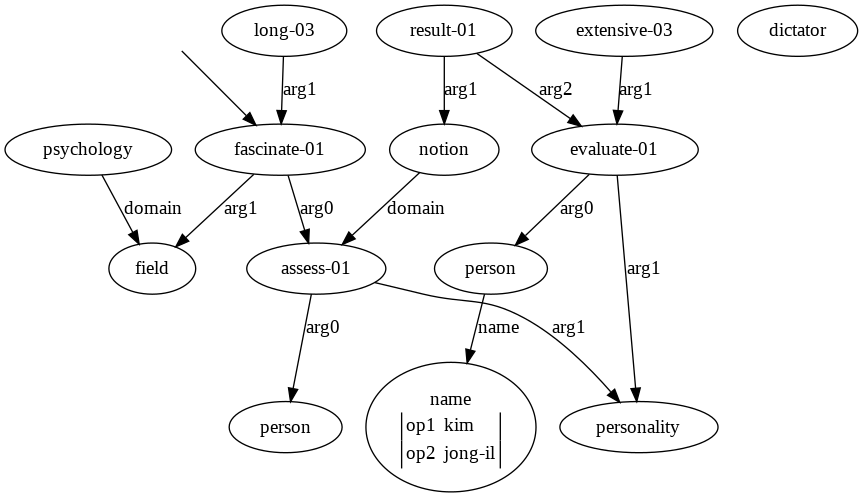 long-03 result-01 extensive-03 dictator
arg1 arg1 arg2 arg1
psychology fascinate-01 notion evaluate-01
domain arg1 arg0 domain arg0
field assess-01 person arg1
arg0 name arg1
person name personality
op1 kim
op2 jong-il